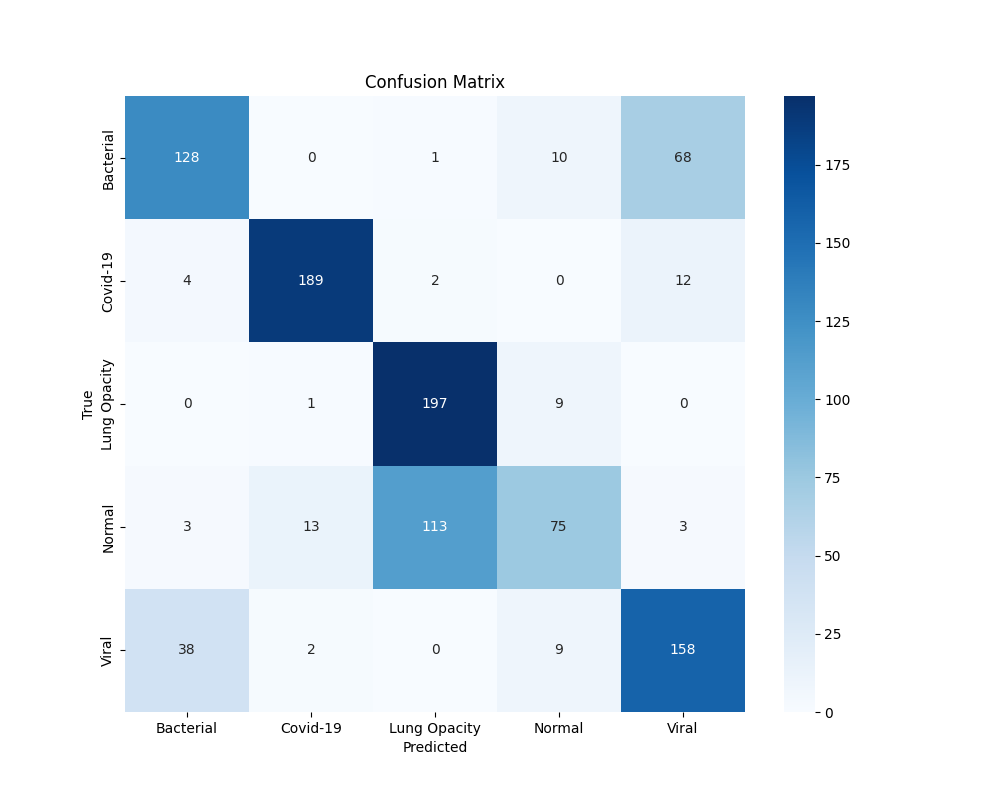 Confusion Matrix
Bacterial 128 0 1 10 68
Covid-19 4 189 2 0 12
Lung Opacity 0 1 197 9 0
Normal 3 13 113 75 3
Viral 38 2 0 9 158
True
Bacterial Covid-19 Lung Opacity Normal Viral
Predicted
175
150
125
100
75
50
25
0